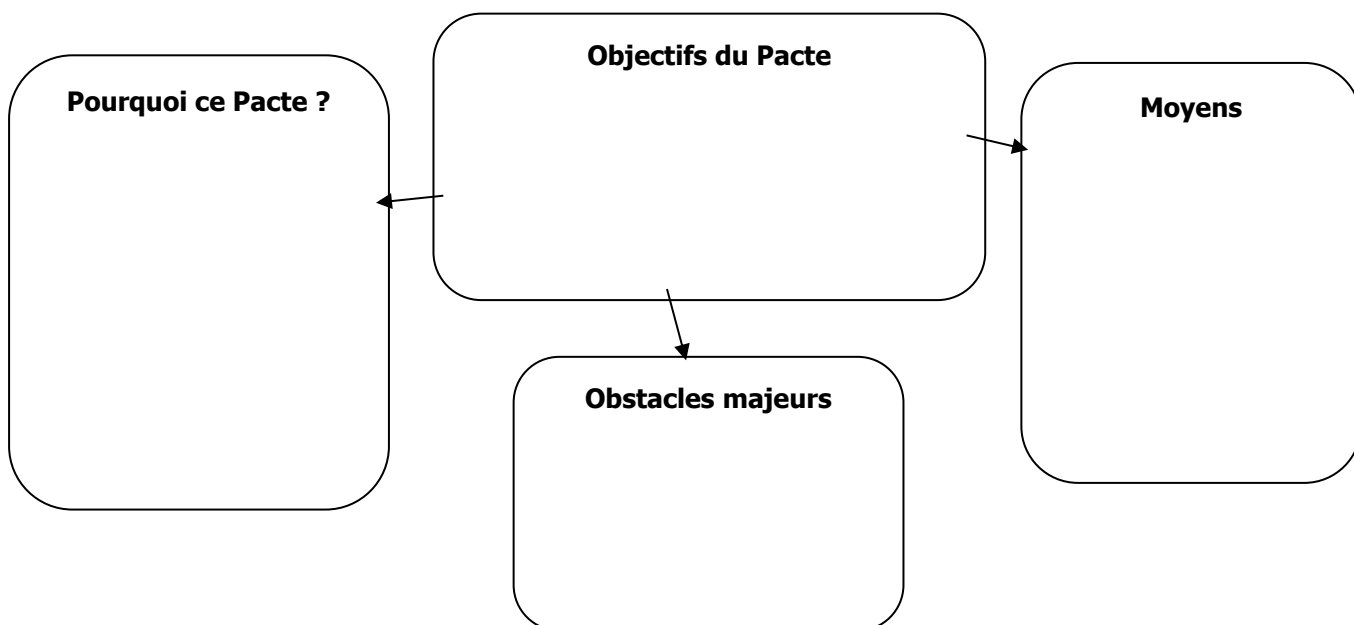 Objectifs du Pacte
Pourquoi ce Pacte ?
Moyens
Obstacles majeurs